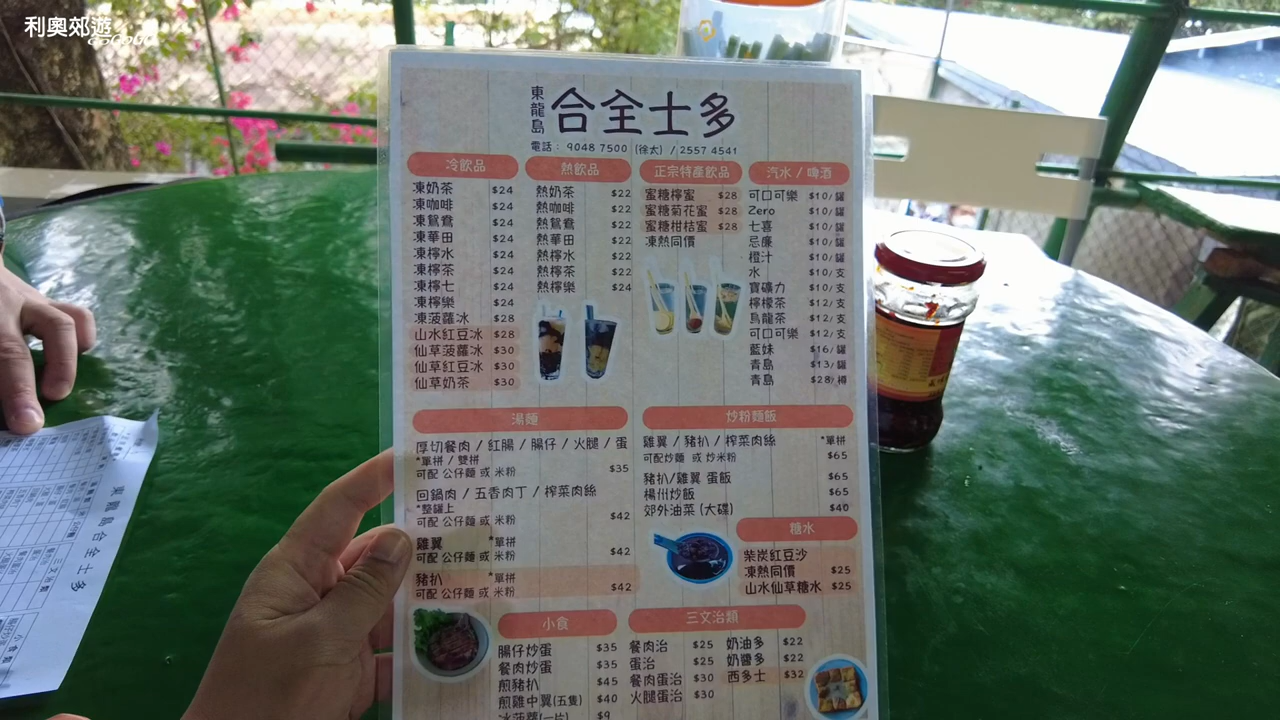 利奧郊遊
GOGOGO
東龍島
合全士多
電話: 9048 7500 (徐太) / 2557 4541
冷飲品
凍奶茶 $24
凍咖啡 $24
凍鴛鴦 $24
凍華田 $24
凍檸水 $24
凍檸茶 $24
凍檸七 $24
凍檸樂 $24
凍菠蘿冰 $28
山水紅豆冰 $28
仙草菠蘿冰 $30
仙草紅豆冰 $30
仙草奶茶 $30
熱飲品
熱奶茶 $22
熱咖啡 $22
熱鴛鴦 $22
熱華田 $22
熱檸水 $22
熱檸茶 $22
熱檸樂 $24
正宗特產飲品
蜜糖檸蜜 $28
蜜糖菊花蜜 $28
蜜糖柑桔蜜 $28
凍熱同價
汽水 / 啤酒
可口可樂 $10/罐
Zero $10/罐
七喜 $10/罐
忌廉 $10/罐
橙汁 $10/罐
水 $10/支
寶礦力 $10/支
檸檬茶 $12/支
烏龍茶 $12/支
可口可樂 $12/支
藍妹 $16/罐
青島 $13/罐
青島 $28/樽
湯麵
厚切餐肉 / 紅腸 / 腸仔 / 火腿 / 蛋
*單拼 / 雙拼
可配 公仔麵 或 米粉 $35
回鍋肉 / 五香肉丁 / 榨菜肉絲
*整罐上
可配 公仔麵 或 米粉 $42
雞翼 *單拼
可配 公仔麵 或 米粉 $42
豬扒 *單拼
可配 公仔麵 或 米粉 $42
炒粉麵飯
雞翼 / 豬扒 / 榨菜肉絲 *單拼
可配炒麵 或 炒米粉 $65
豬扒/雞翼 蛋飯 $65
楊州炒飯 $65
郊外油菜 (大碟) $40
糖水
柴炭紅豆沙
凍熱同價 $25
山水仙草糖水 $25
小食
腸仔炒蛋 $35
餐肉炒蛋 $35
煎豬扒 $45
煎雞中翼(五隻) $40
冰菠蘿(一片) $9
三文治類
餐肉治 $25
蛋治 $25
餐肉蛋治 $30
火腿蛋治 $30
奶油多 $22
奶醬多 $22
西多士 $32
東龍島合全士多